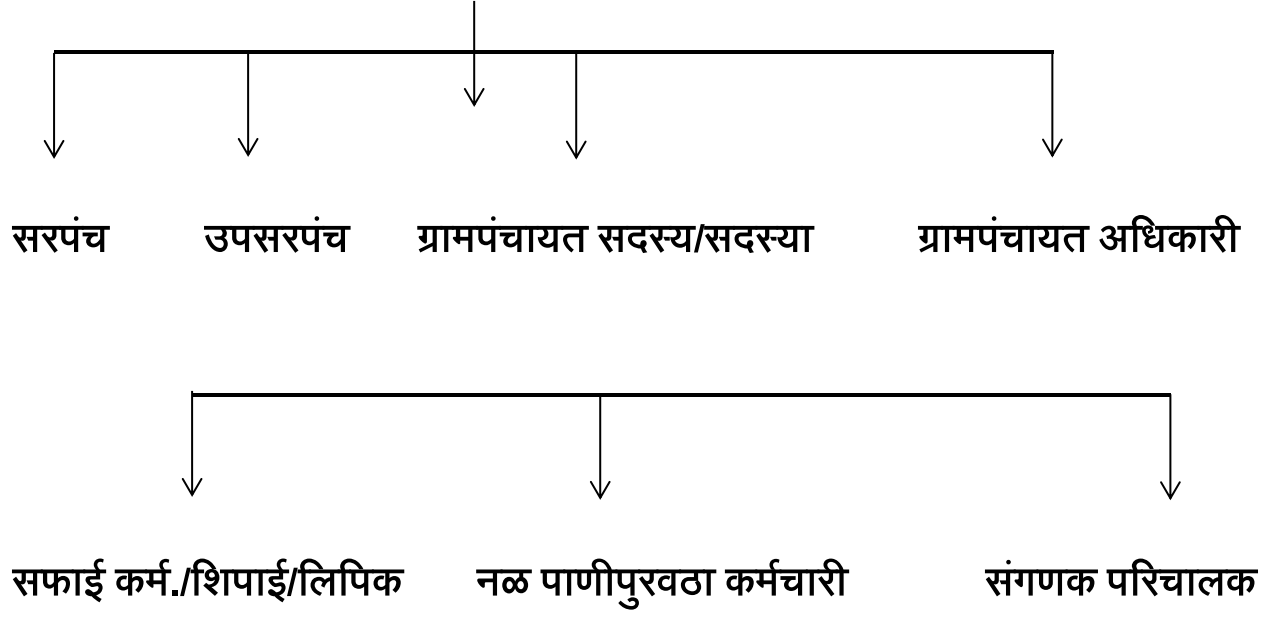 सरपंच उपसरपंच ग्रामपंचायत सदस्य/सदस्या ग्रामपंचायत अधिकारी
सफाई कर्म./शिपाई/लिपिक नळ पाणीपुरवठा कर्मचारी संगणक परिचालक